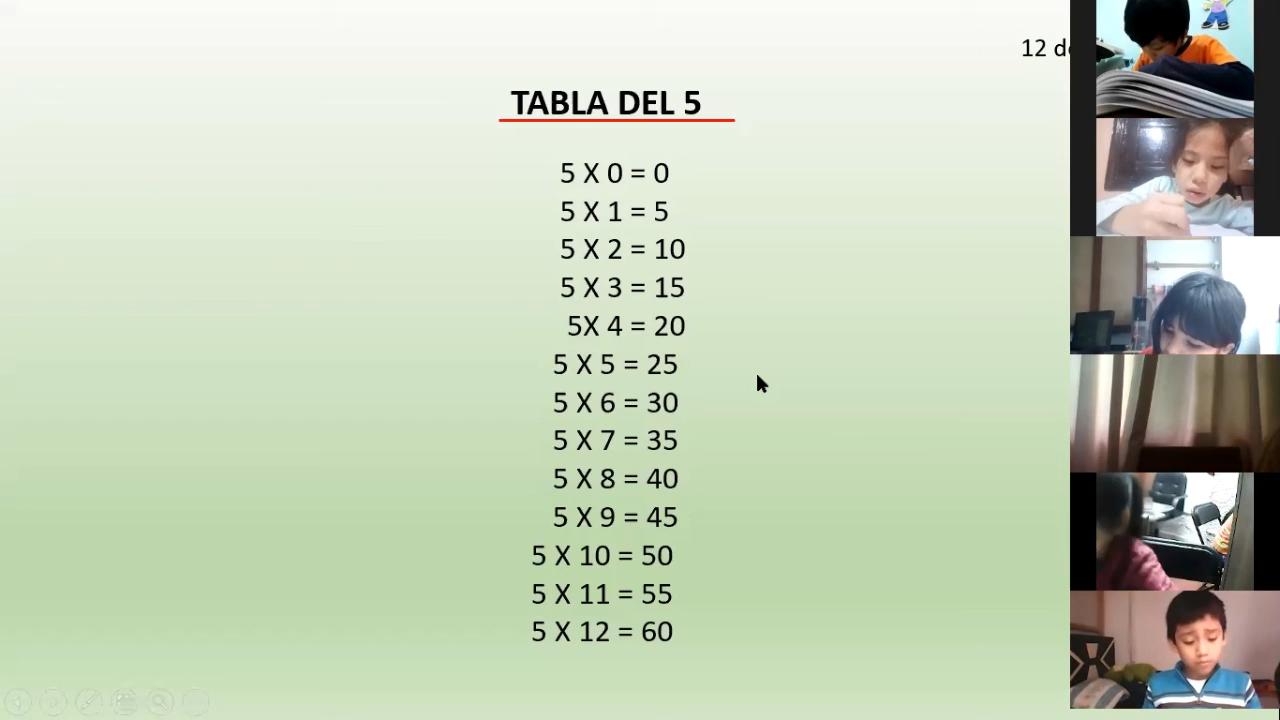 12
TABLA DEL 5
5 X 0 = 0
5 X 1 = 5
5 X 2 = 10
5 X 3 = 15
5X 4 = 20
5 X 5 = 25
5 X 6 = 30
5 X 7 = 35
5 X 8 = 40
5 X 9 = 45
5 X 10 = 50
5 X 11 = 55
5 X 12 = 60